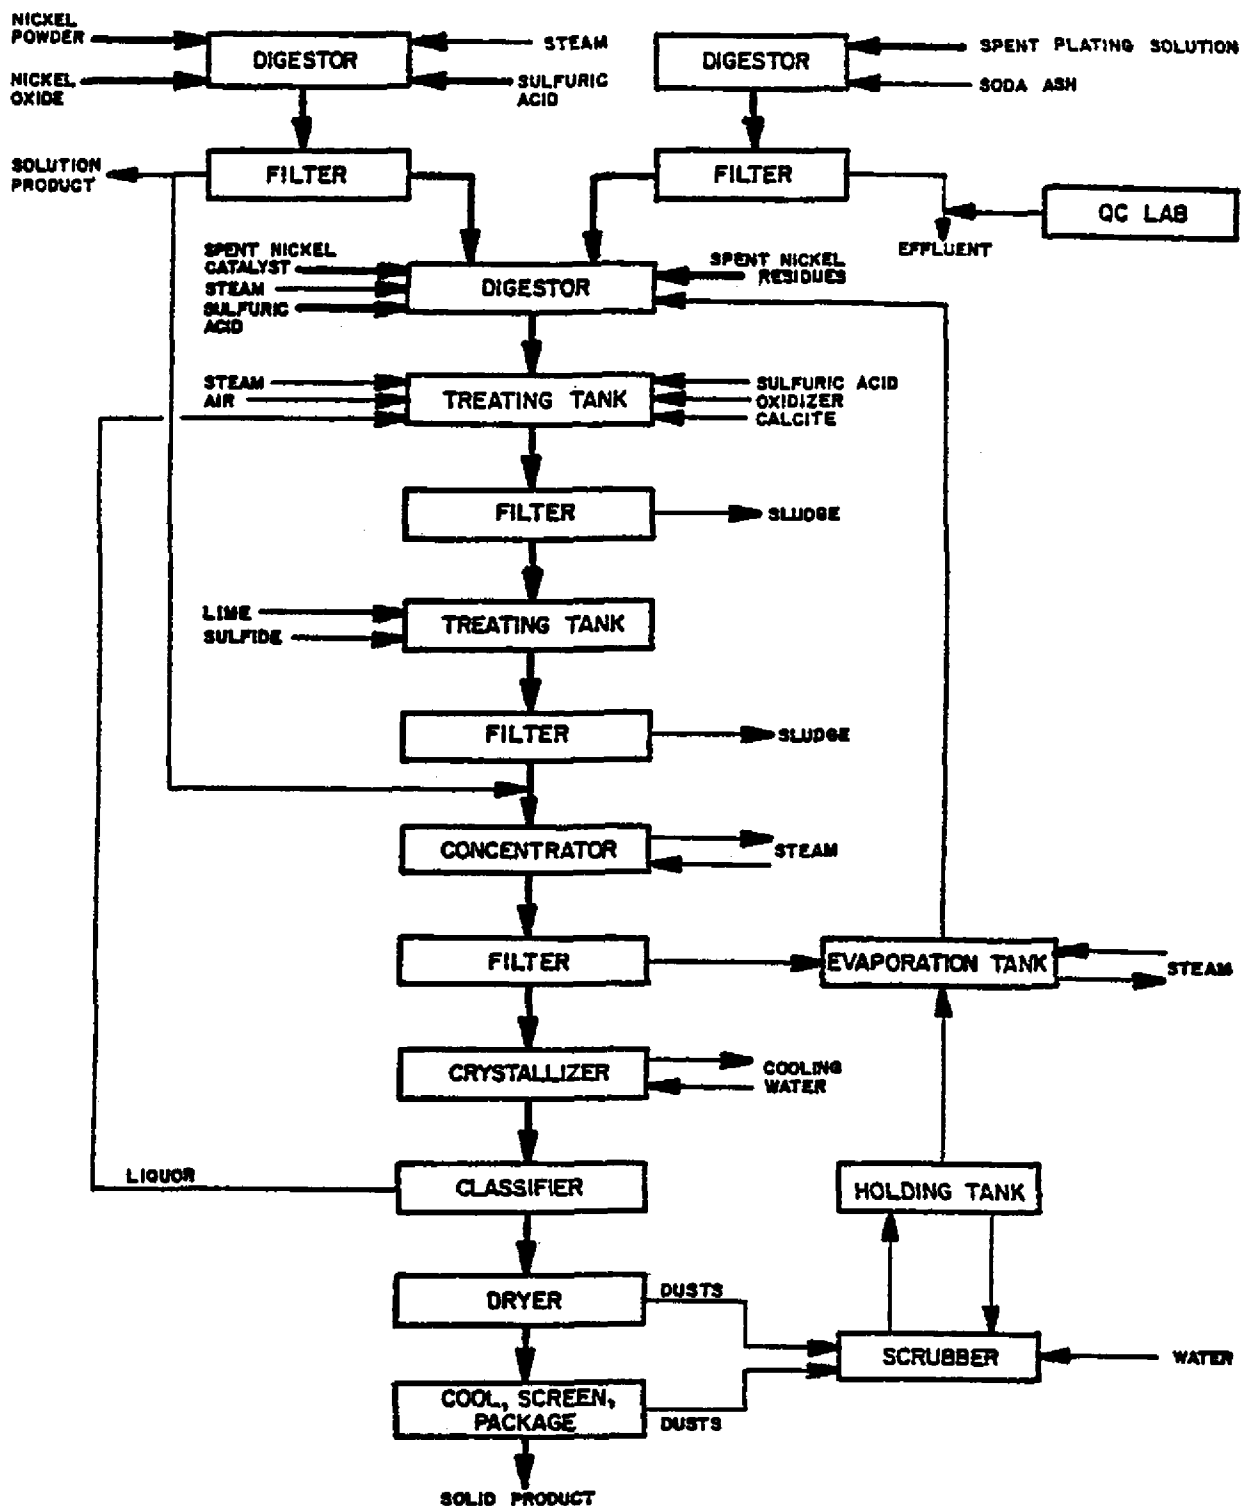 NICKEL
POWDER
STEAM
DIGESTOR
NICKEL
OXIDE
SULFURIC
ACID
DIGESTOR
SPENT PLATING SOLUTION
SODA ASH
SOLUTION
PRODUCT
FILTER
FILTER
QC LAB
EFFLUENT
SPENT NICKEL
CATALYST
STEAM
SULFURIC
ACID
DIGESTOR
SPENT NICKEL
RESIDUES
STEAM
AIR
TREATING TANK
SULFURIC ACID
OXIDIZER
CALCITE
FILTER
SLUDGE
LIME
SULFIDE
TREATING TANK
FILTER
SLUDGE
CONCENTRATOR
STEAM
FILTER
EVAPORATION TANK
STEAM
CRYSTALLIZER
COOLING
WATER
LIQUOR
CLASSIFIER
HOLDING TANK
DRYER
DUSTS
SCRUBBER
WATER
COOL, SCREEN,
PACKAGE
DUSTS
SOLID PRODUCT